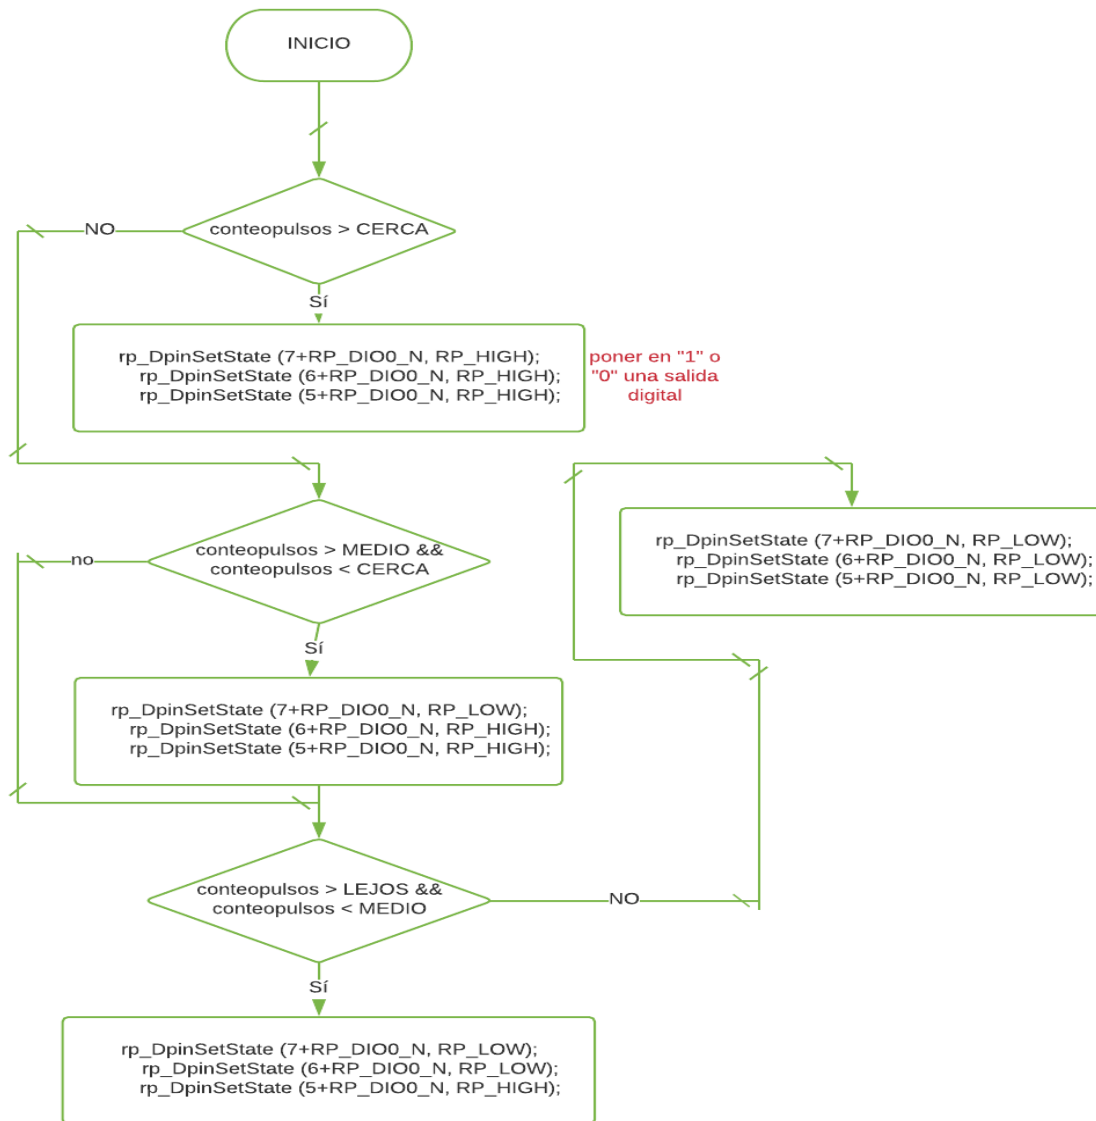 INICIO
conteopulsos > CERCA
NO
Sí
rp_DpinSetState (7+RP_DIO0_N, RP_HIGH);
rp_DpinSetState (6+RP_DIO0_N, RP_HIGH);
rp_DpinSetState (5+RP_DIO0_N, RP_HIGH);
poner en "1" o
"0" una salida
digital
conteopulsos > MEDIO &&
conteopulsos < CERCA
no
Sí
rp_DpinSetState (7+RP_DIO0_N, RP_LOW);
rp_DpinSetState (6+RP_DIO0_N, RP_HIGH);
rp_DpinSetState (5+RP_DIO0_N, RP_HIGH);
conteopulsos > LEJOS &&
conteopulsos < MEDIO
NO
rp_DpinSetState (7+RP_DIO0_N, RP_LOW);
rp_DpinSetState (6+RP_DIO0_N, RP_LOW);
rp_DpinSetState (5+RP_DIO0_N, RP_LOW);
Sí
rp_DpinSetState (7+RP_DIO0_N, RP_LOW);
rp_DpinSetState (6+RP_DIO0_N, RP_LOW);
rp_DpinSetState (5+RP_DIO0_N, RP_HIGH);